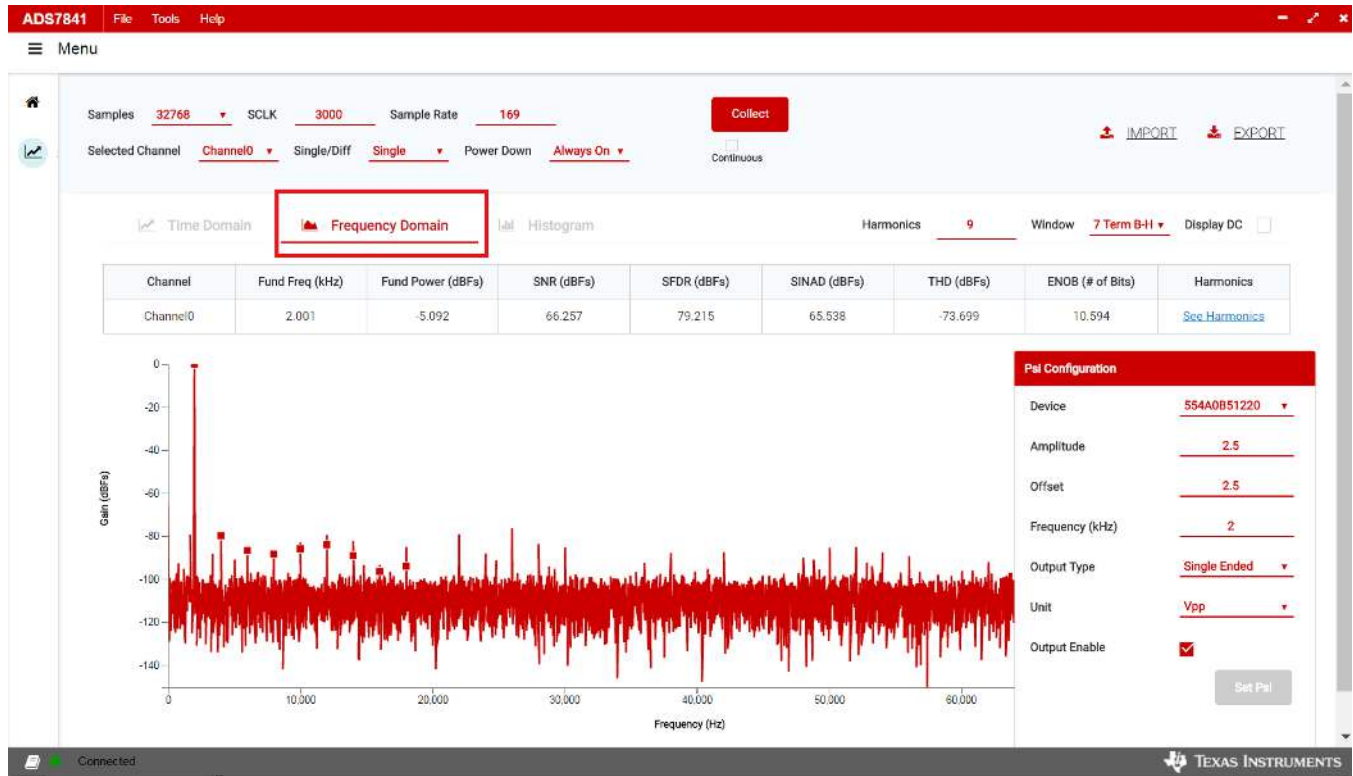 ADS7841 File Tools Help
Menu
Samples 32768 SCLK 3000 Sample Rate 169 Collect
IMPORT EXPORT
Selected Channel Channel0 Single/Diff Single Power Down Always On Continuous
Time Domain Frequency Domain Histogram Harmonics 9 Window 7 Term B-H Display DC
Channel Fund Freq (kHz) Fund Power (dBFs) SNR (dBFs) SFDR (dBFs) SINAD (dBFs) THD (dBFs) ENOB (# of Bits) Harmonics
Channel0 2.001 -5.092 66.257 79.215 65.538 -73.699 10.594 See Harmonics
0
-20
-40
-60
-80
-100
-120
-140
Gain (dBFs)
0 10,000 20,000 30,000 40,000 50,000 60,000
Frequency (Hz)
Psi Configuration
Device 554A0B51220
Amplitude 2.5
Offset 2.5
Frequency (kHz) 2
Output Type Single Ended
Unit Vpp
Output Enable
Set Psi
Connected TEXAS INSTRUMENTS